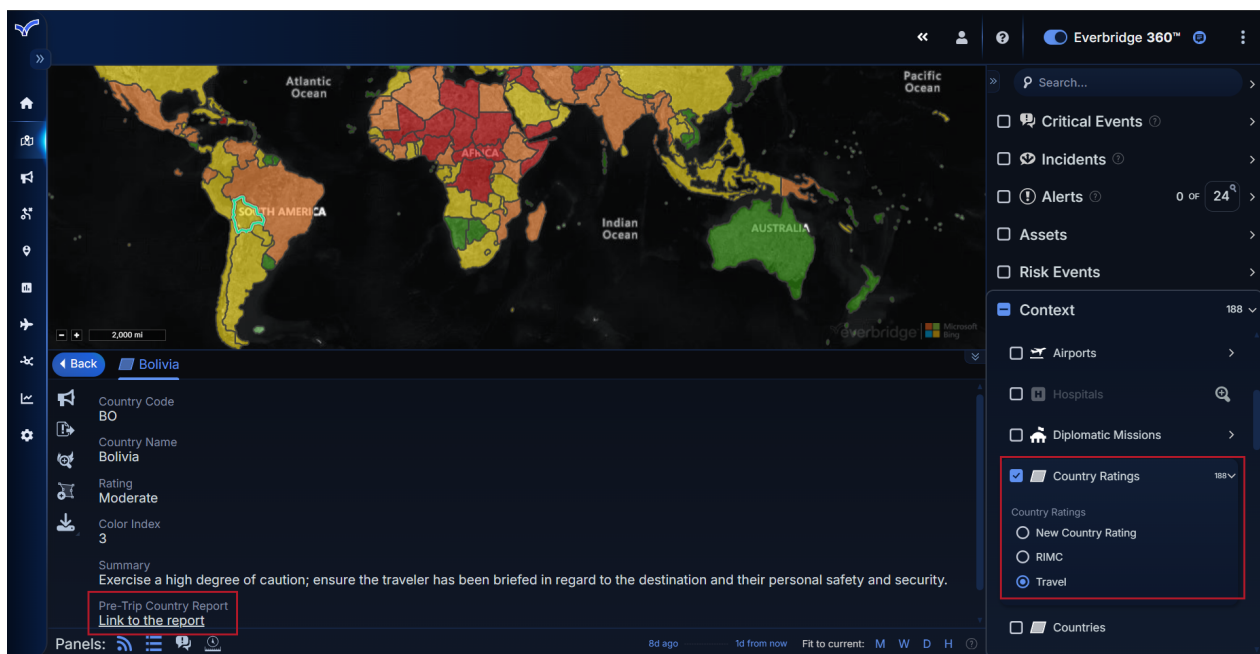 Everbridge 360™
Atlantic
Ocean
Pacific
Ocean
AFRICA
SOUTH AMERICA
Indian
Ocean
AUSTRALIA
2,000 mi
everbridge
Microsoft
Bing
Search...
Critical Events
Incidents
Alerts 0 OF 24
Assets
Risk Events
Context 188
Airports
Hospitals
Diplomatic Missions
Country Ratings 188
Country Ratings
New Country Rating
RIMC
Travel
Countries
Back
Bolivia
Country Code
BO
Country Name
Bolivia
Rating
Moderate
Color Index
3
Summary
Exercise a high degree of caution; ensure the traveler has been briefed in regard to the destination and their personal safety and security.
Pre-Trip Country Report
Link to the report
Panels:
8d ago 1d from now Fit to current: M W D H